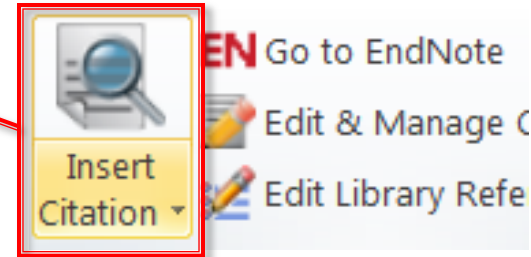 Insert
Citation
EN Go to EndNote
Edit & Manage
Edit Library Refe